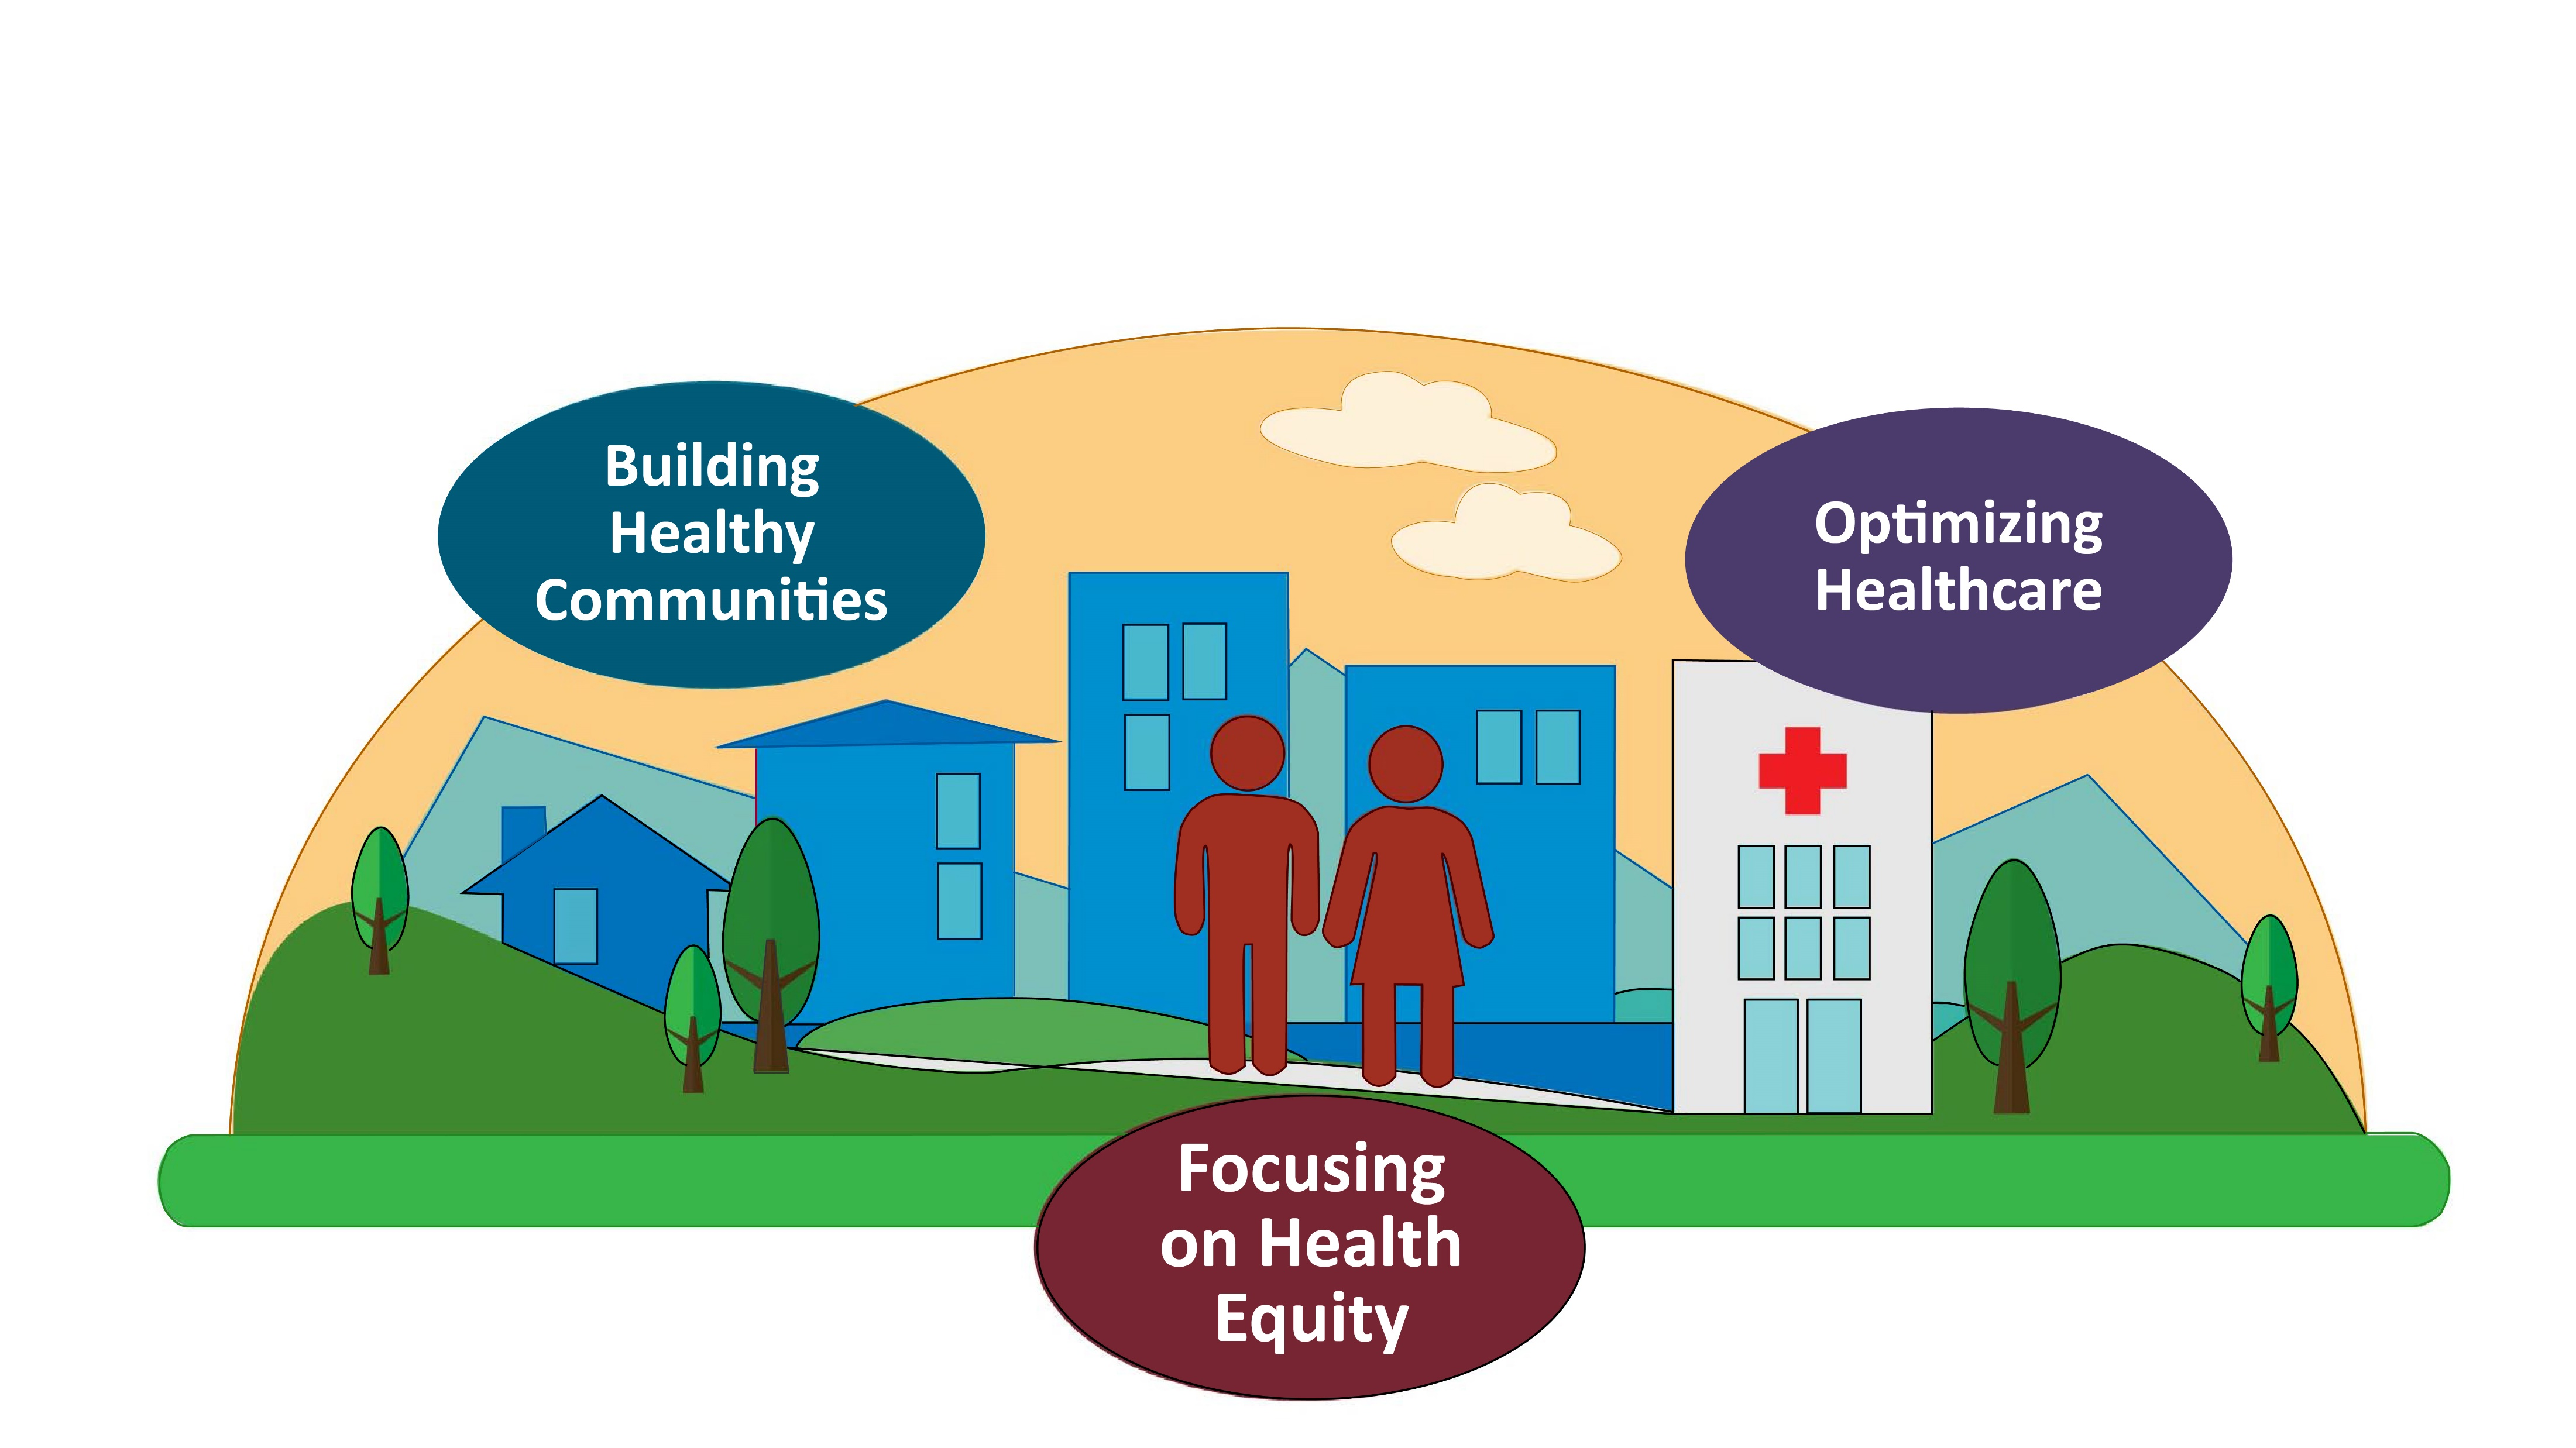 Building
Healthy
Communities
Optimizing
Healthcare
Focusing
on Health
Equity